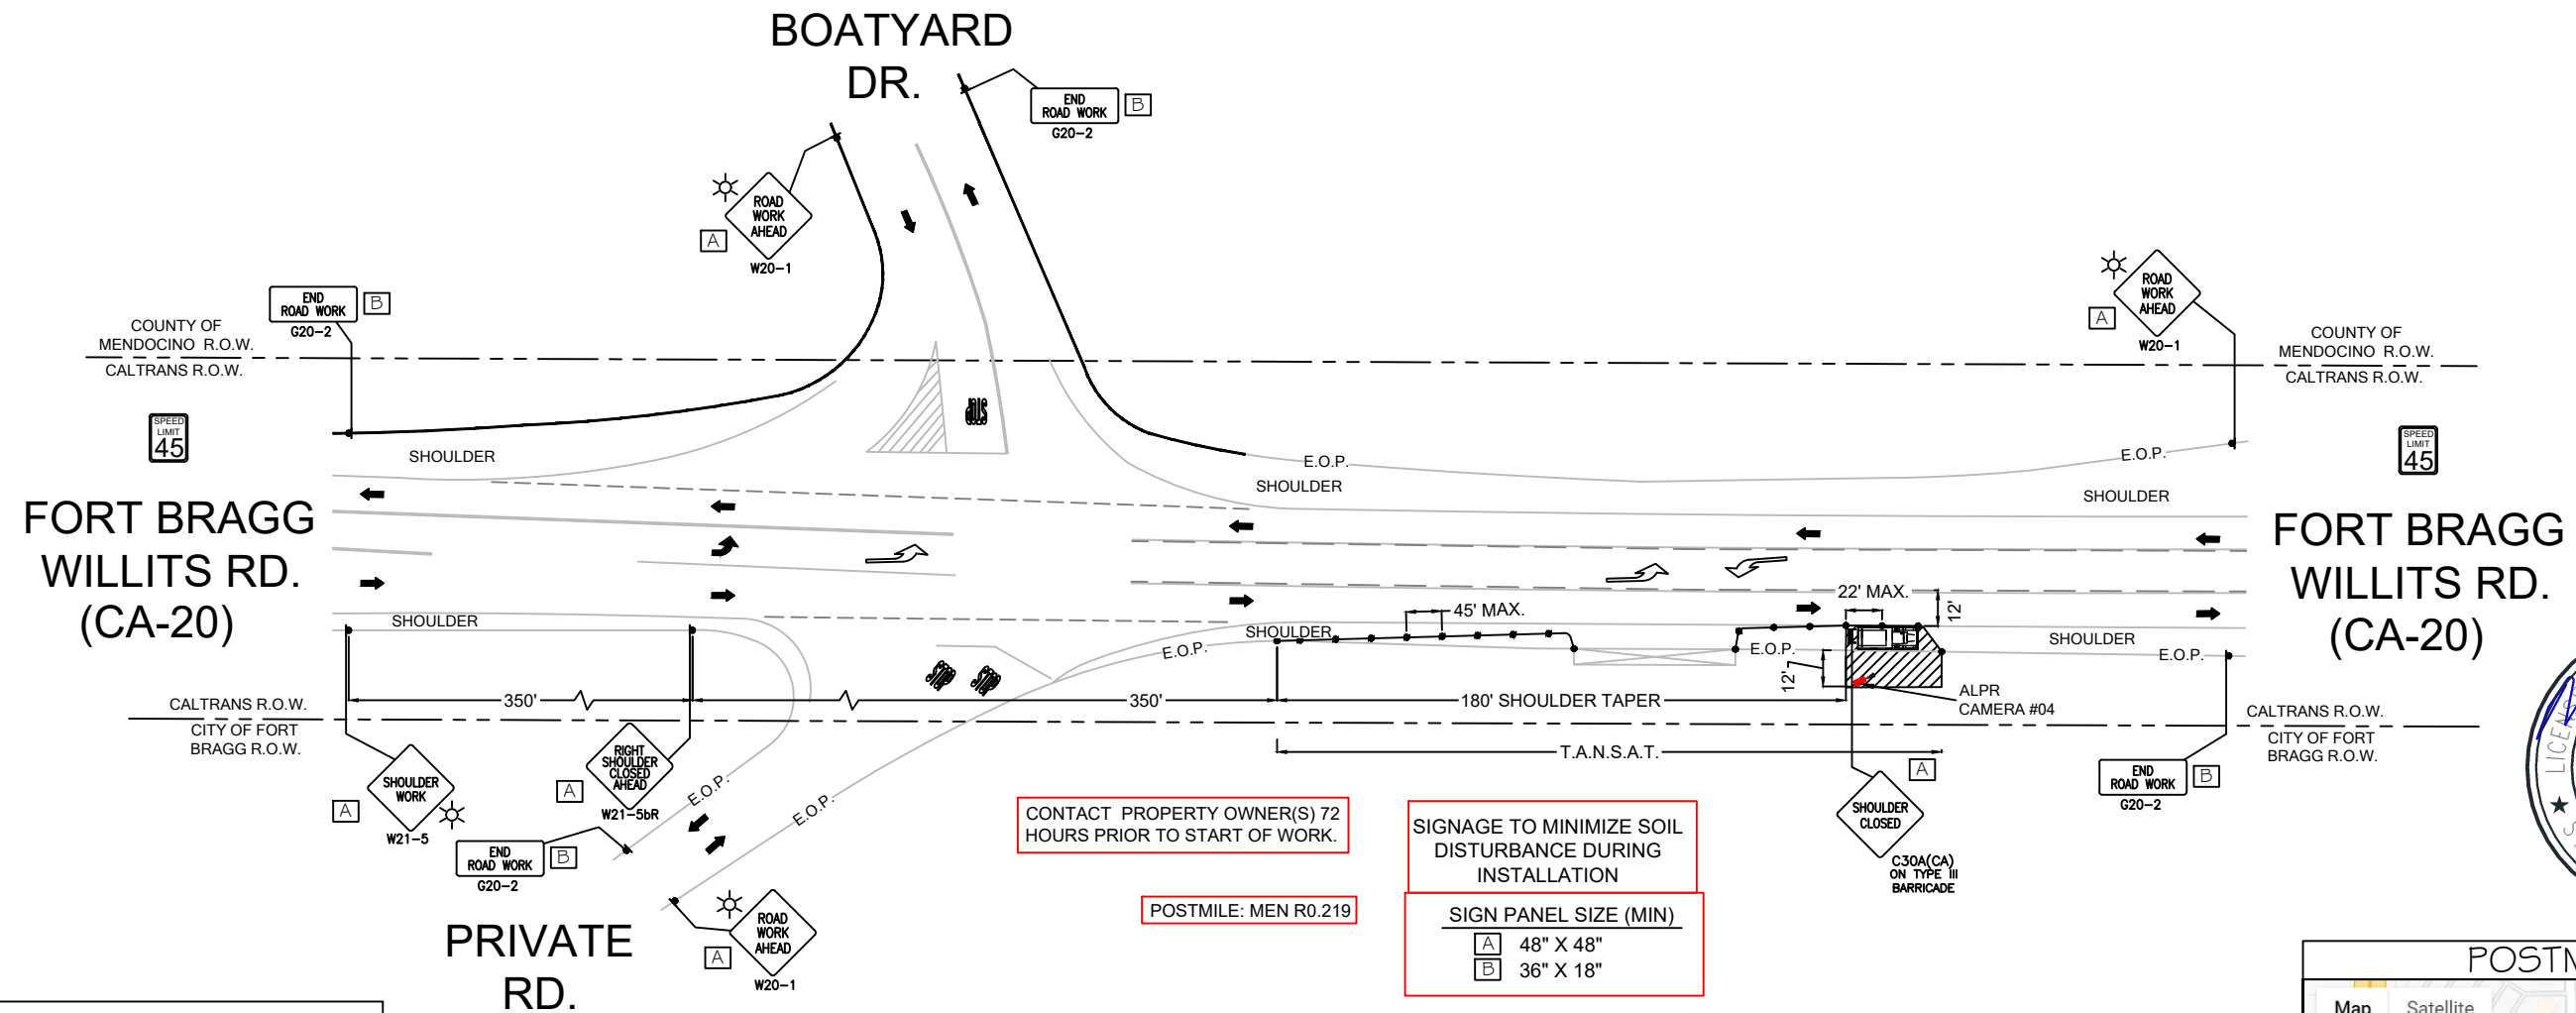 BOATYARD
DR.
END
ROAD WORK
B
G20-2
ROAD
WORK
AHEAD
A
W20-1
END
ROAD WORK
B
G20-2
ROAD
WORK
AHEAD
A
W20-1
COUNTY OF
MENDOCINO R.O.W.
CALTRANS R.O.W.
COUNTY OF
MENDOCINO R.O.W.
CALTRANS R.O.W.
SPEED
LIMIT
45
SPEED
LIMIT
45
SHOULDER
STOP
E.O.P.
SHOULDER
E.O.P.
SHOULDER
FORT BRAGG
WILLITS RD.
(CA-20)
FORT BRAGG
WILLITS RD.
(CA-20)
22' MAX.
12'
45' MAX.
SHOULDER
SHOULDER
SHOULDER
E.O.P.
E.O.P.
E.O.P.
12'
350'
350'
180' SHOULDER TAPER
ALPR
CAMERA #04
CALTRANS R.O.W.
CITY OF FORT
BRAGG R.O.W.
CALTRANS R.O.W.
CITY OF FORT
BRAGG R.O.W.
T.A.N.S.A.T.
SHOULDER
WORK
A
W21-5
RIGHT
SHOULDER
CLOSED
AHEAD
A
W21-5bR
E.O.P.
E.O.P.
END
ROAD WORK
B
G20-2
A
SHOULDER
CLOSED
C30A(CA)
ON TYPE III
BARRICADE
END
ROAD WORK
B
G20-2
CONTACT PROPERTY OWNER(S) 72
HOURS PRIOR TO START OF WORK.
SIGNAGE TO MINIMIZE SOIL
DISTURBANCE DURING
INSTALLATION
POSTMILE: MEN R0.219
SIGN PANEL SIZE (MIN)
A 48" X 48"
B 36" X 18"
ROAD
WORK
AHEAD
A
W20-1
PRIVATE
RD.
LICENS
POSTM
Map Satellite